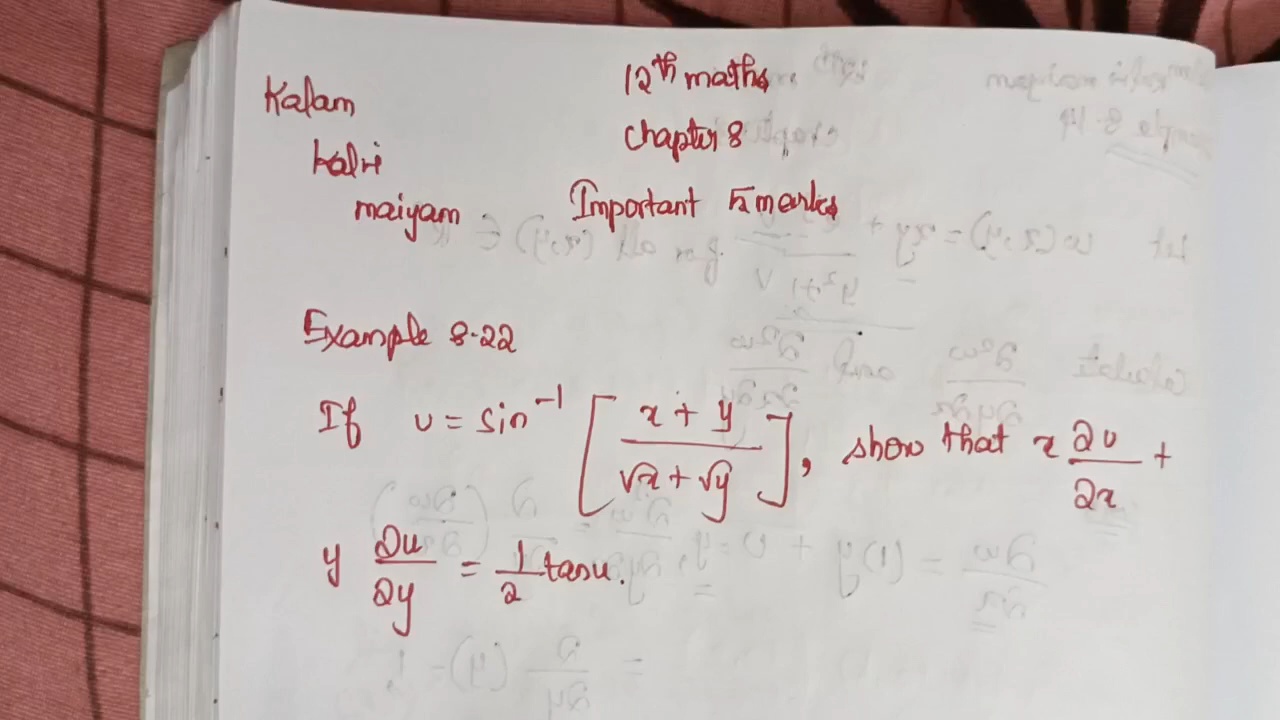 Kalam
kalvi
maiyam
12th maths
chapter 8
Important 5 marks
Example 8.22
If u = sin⁻¹ [ x + y / √x + √y ], show that x ∂u/∂x +
y ∂u/∂y = 1/2 tan u.